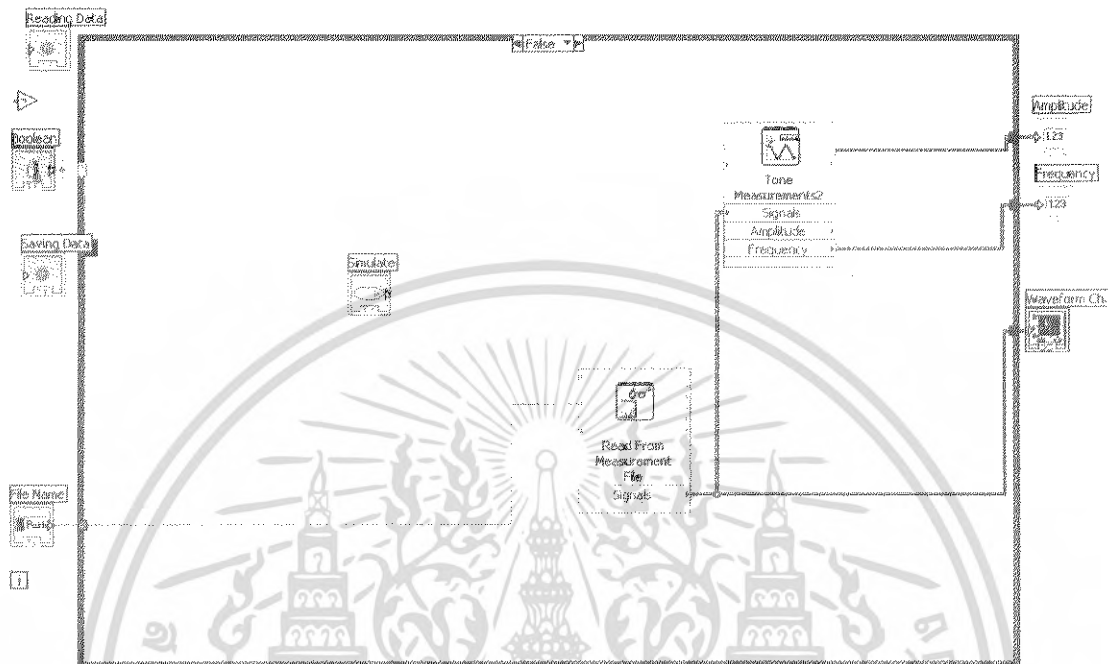 Reading Data
False
Boolean
Saving Data
Simulate
Tone
Measurements2
Signals
Amplitude
Frequency
Read From
Measurement
File
Signals
File Name
i
Amplitude
123
Frequency
123
Waveform Ch